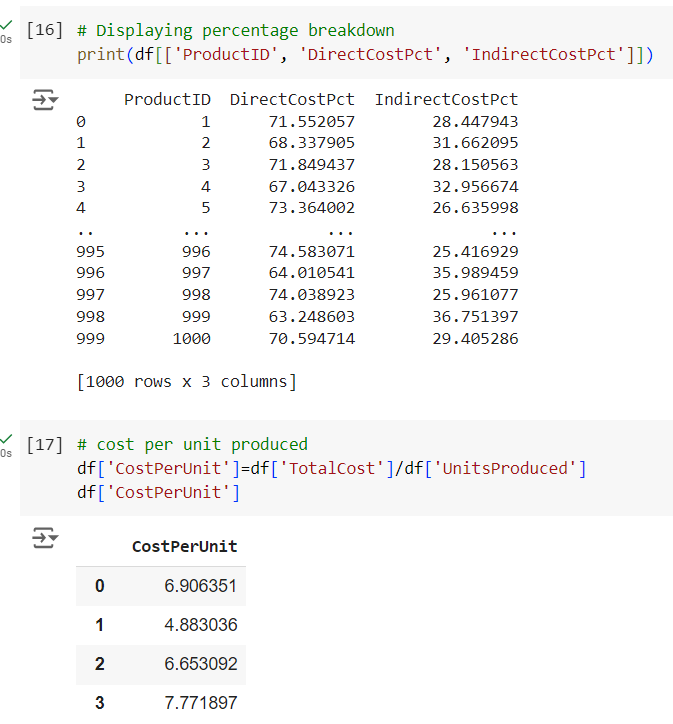 [16] # Displaying percentage breakdown
0s print(df[['ProductID', 'DirectCostPct', 'IndirectCostPct']])
ProductID DirectCostPct IndirectCostPct
0 1 71.552057 28.447943
1 2 68.337905 31.662095
2 3 71.849437 28.150563
3 4 67.043326 32.956674
4 5 73.364002 26.635998
.. ... ... ...
995 996 74.583071 25.416929
996 997 64.010541 35.989459
997 998 74.038923 25.961077
998 999 63.248603 36.751397
999 1000 70.594714 29.405286
[1000 rows x 3 columns]
[17] # cost per unit produced
0s df['CostPerUnit']=df['TotalCost']/df['UnitsProduced']
df['CostPerUnit']
CostPerUnit
0 6.906351
1 4.883036
2 6.653092
3 7.771897